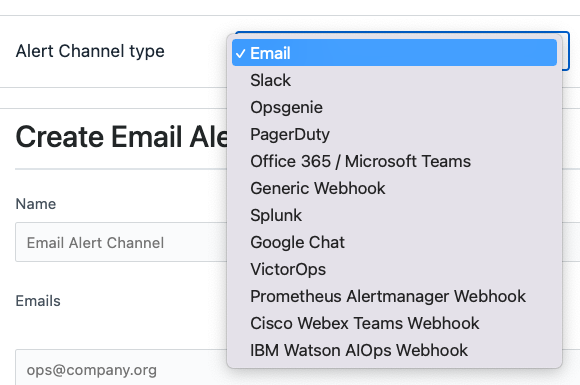 Alert Channel type
✓ Email
Slack
Opsgenie
PagerDuty
Office 365 / Microsoft Teams
Generic Webhook
Splunk
Google Chat
VictorOps
Prometheus Alertmanager Webhook
Cisco Webex Teams Webhook
IBM Watson AIOps Webhook
Create Email Ale
Name
Email Alert Channel
Emails
ops@company.org